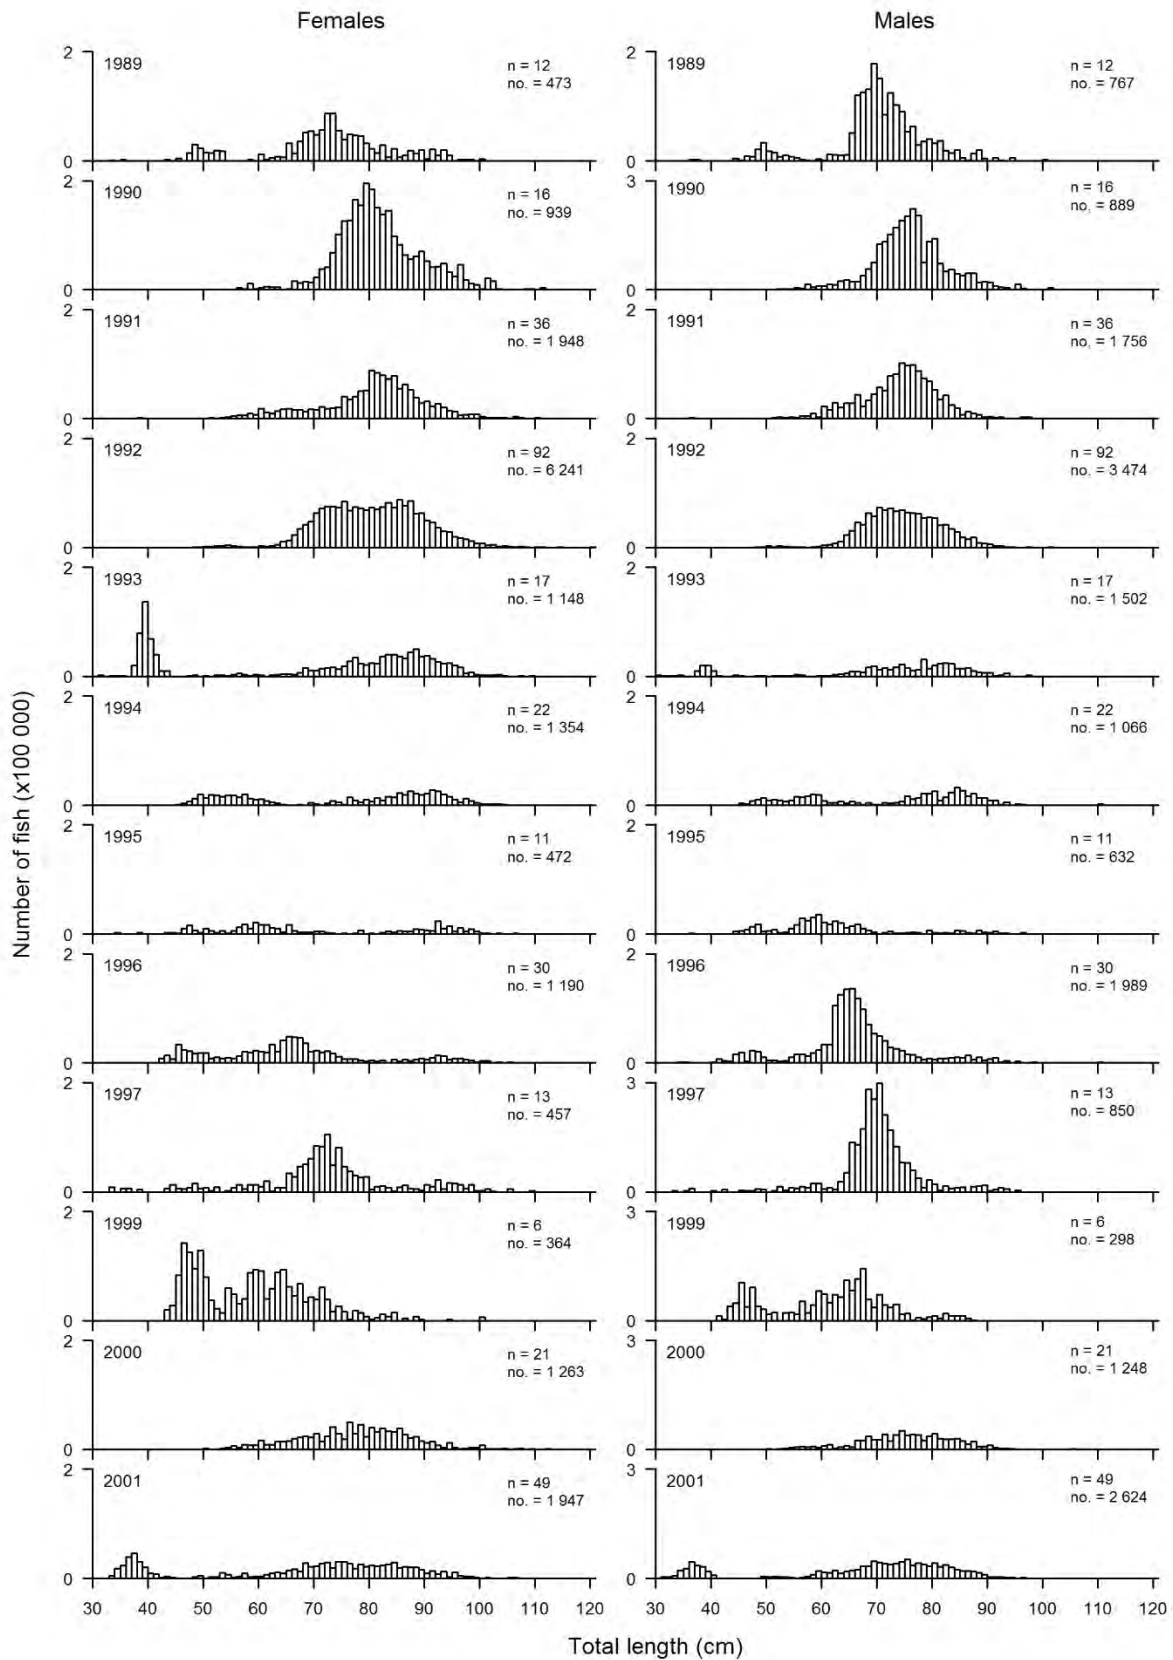 Females Males
2 1989 n = 12 2 1989 n = 12
no. = 473 no. = 767
0 0
2 1990 n = 16 3 1990 n = 16
no. = 939 no. = 889
0 0
2 1991 n = 36 2 1991 n = 36
no. = 1 948 no. = 1 756
0 0
2 1992 n = 92 2 1992 n = 92
no. = 6 241 no. = 3 474
0 0
2 1993 n = 17 2 1993 n = 17
no. = 1 148 no. = 1 502
0 0
2 1994 n = 22 2 1994 n = 22
no. = 1 354 no. = 1 066
0 0
2 1995 n = 11 2 1995 n = 11
no. = 472 no. = 632
0 0
2 1996 n = 30 2 1996 n = 30
no. = 1 190 no. = 1 989
0 0
2 1997 n = 13 3 1997 n = 13
no. = 457 no. = 850
0 0
2 1999 n = 6 3 1999 n = 6
no. = 364 no. = 298
0 0
2 2000 n = 21 3 2000 n = 21
no. = 1 263 no. = 1 248
0 0
2 2001 n = 49 3 2001 n = 49
no. = 1 947 no. = 2 624
0 0
30 40 50 60 70 80 90 100 110 120 30 40 50 60 70 80 90 100 110 120
Number of fish (x100 000)
Total length (cm)